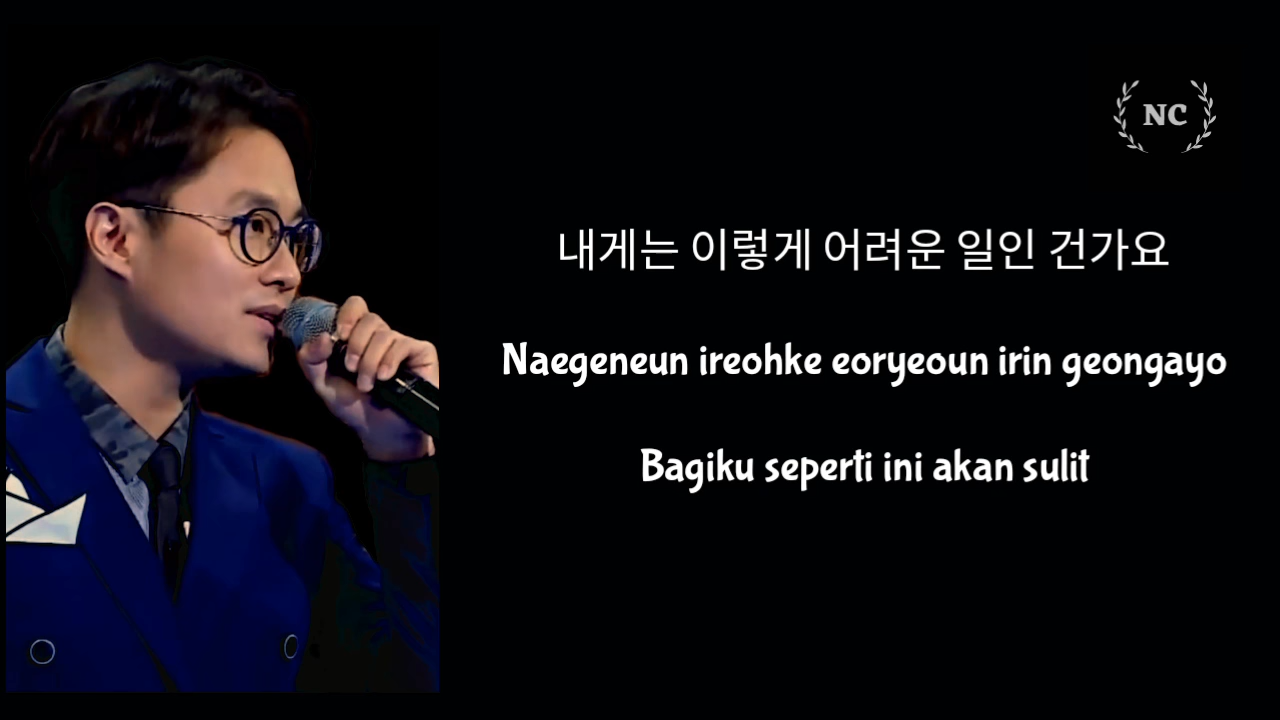 NC
내게는 이렇게 어려운 일인 건가요
Naegeneun ireohke eoryeoun irin geongayo
Bagiku seperti ini akan sulit